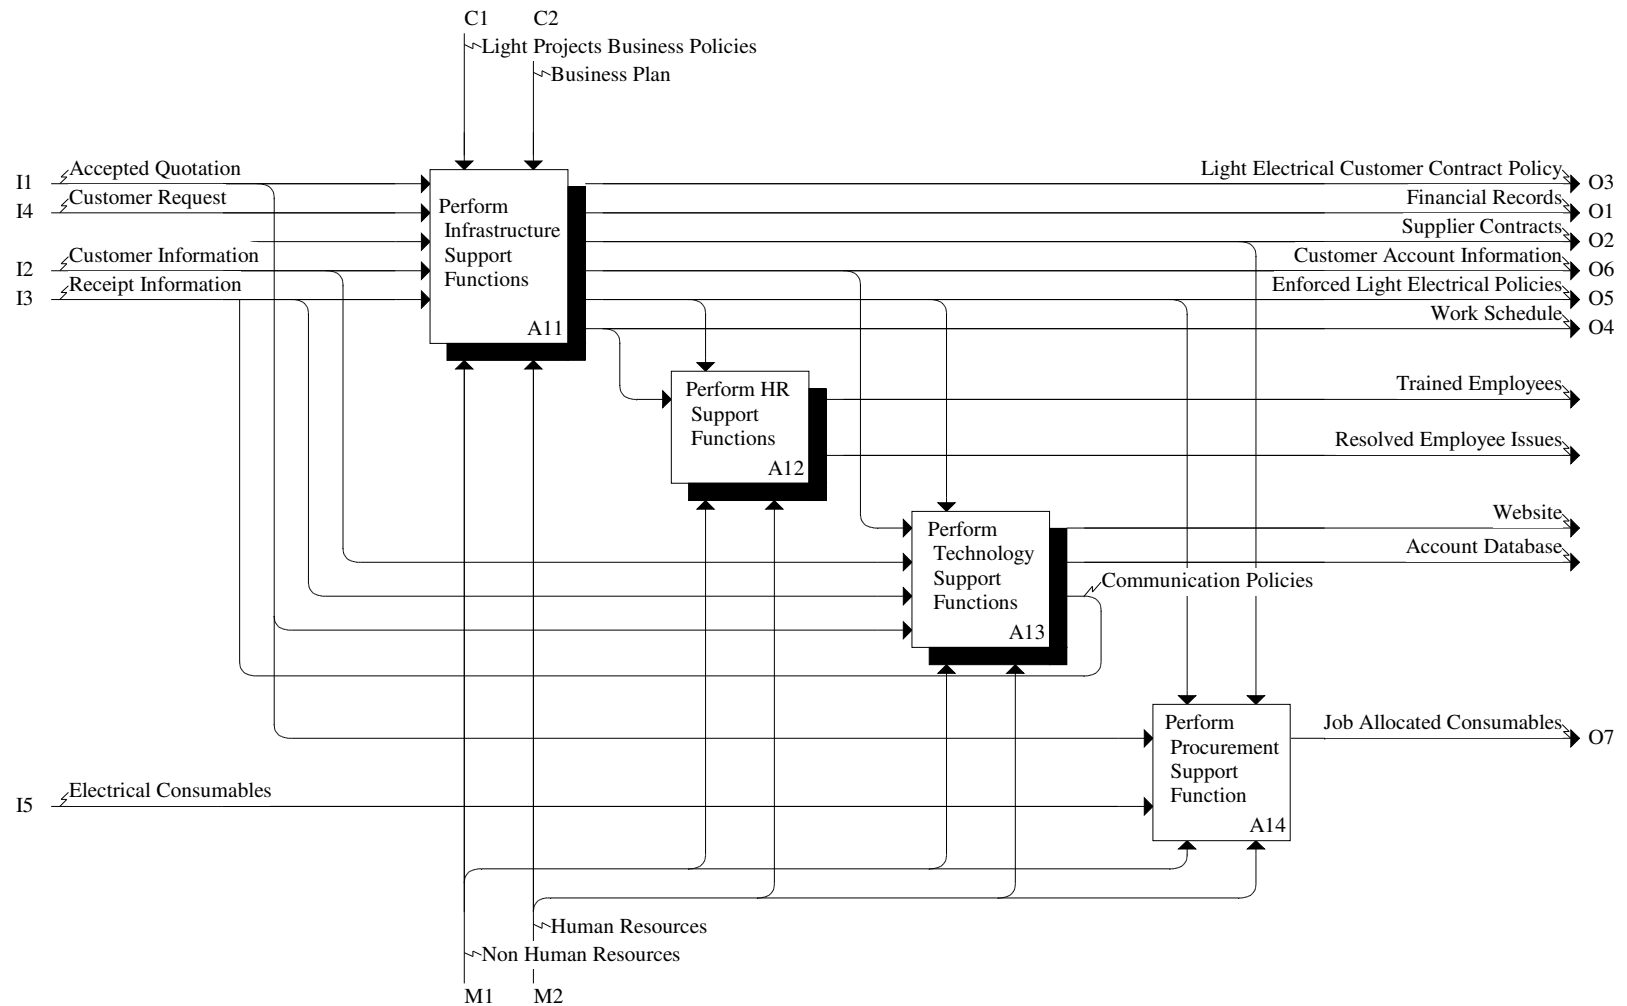 C1
C2
Light Projects Business Policies
Business Plan
I1
Accepted Quotation
I4
Customer Request
I2
Customer Information
I3
Receipt Information
Perform
Infrastructure
Support
Functions
A11
Light Electrical Customer Contract Policy
O3
Financial Records
O1
Supplier Contracts
O2
Customer Account Information
O6
Enforced Light Electrical Policies
O5
Work Schedule
O4
Perform HR
Support
Functions
A12
Trained Employees
Resolved Employee Issues
Perform
Technology
Support
Functions
A13
Website
Account Database
Communication Policies
Perform
Procurement
Support
Function
A14
Job Allocated Consumables
O7
I5
Electrical Consumables
Human Resources
Non Human Resources
M1
M2